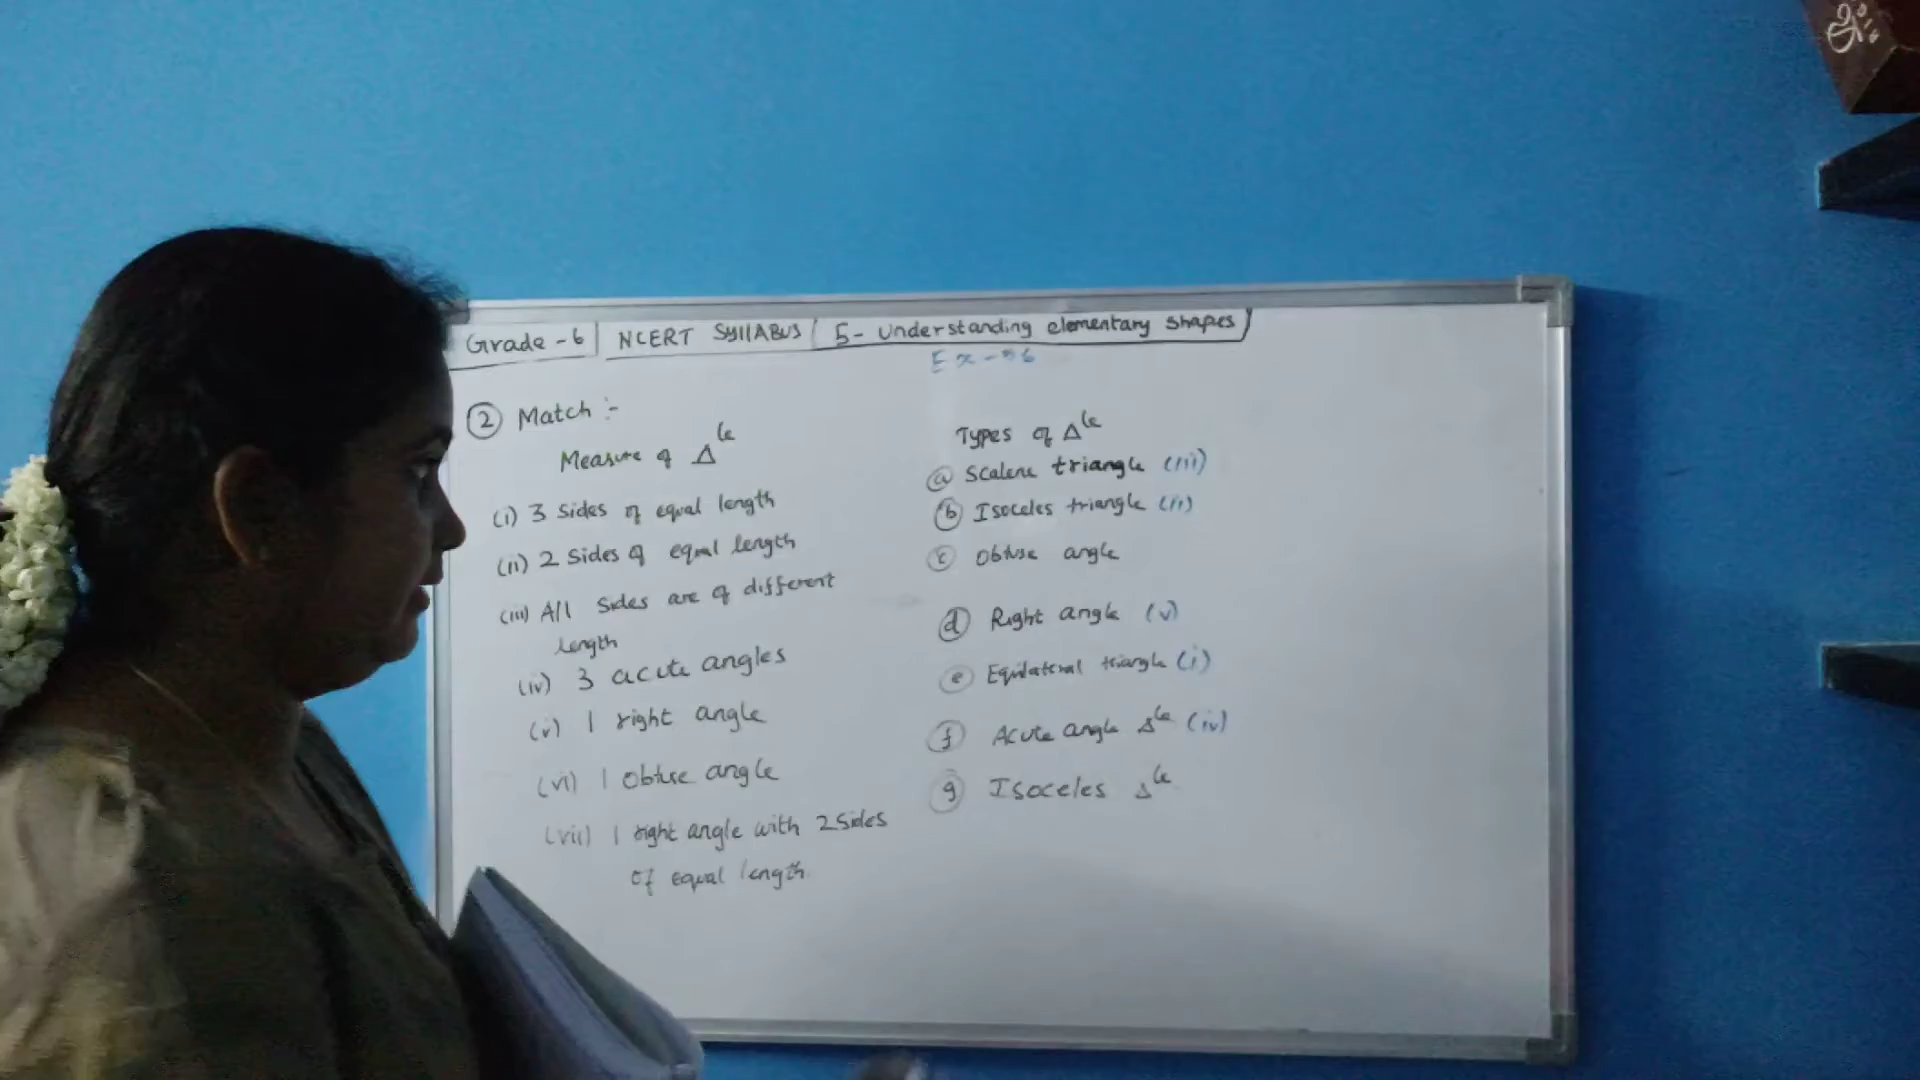 Grade - 6 | NCERT SYllABUS | 5 - Understanding elementary shapes
Ex - 56
② Match :-
Measure of Δle
(i) 3 Sides of equal length
(ii) 2 Sides of equal length
(iii) All Sides are of different
length
(iv) 3 acute angles
(v) 1 right angle
(vi) 1 Obtuse angle
(vii) 1 right angle with 2 Sides
of equal length.
Types of Δle
ⓐ Scalene triangle (iii)
ⓑ Isoceles triangle (ii)
ⓒ Obtuse angle
ⓓ Right angle (v)
ⓔ Equilateral triangle (i)
ⓕ Acute angle Δle (iv)
ⓖ Isoceles Δle